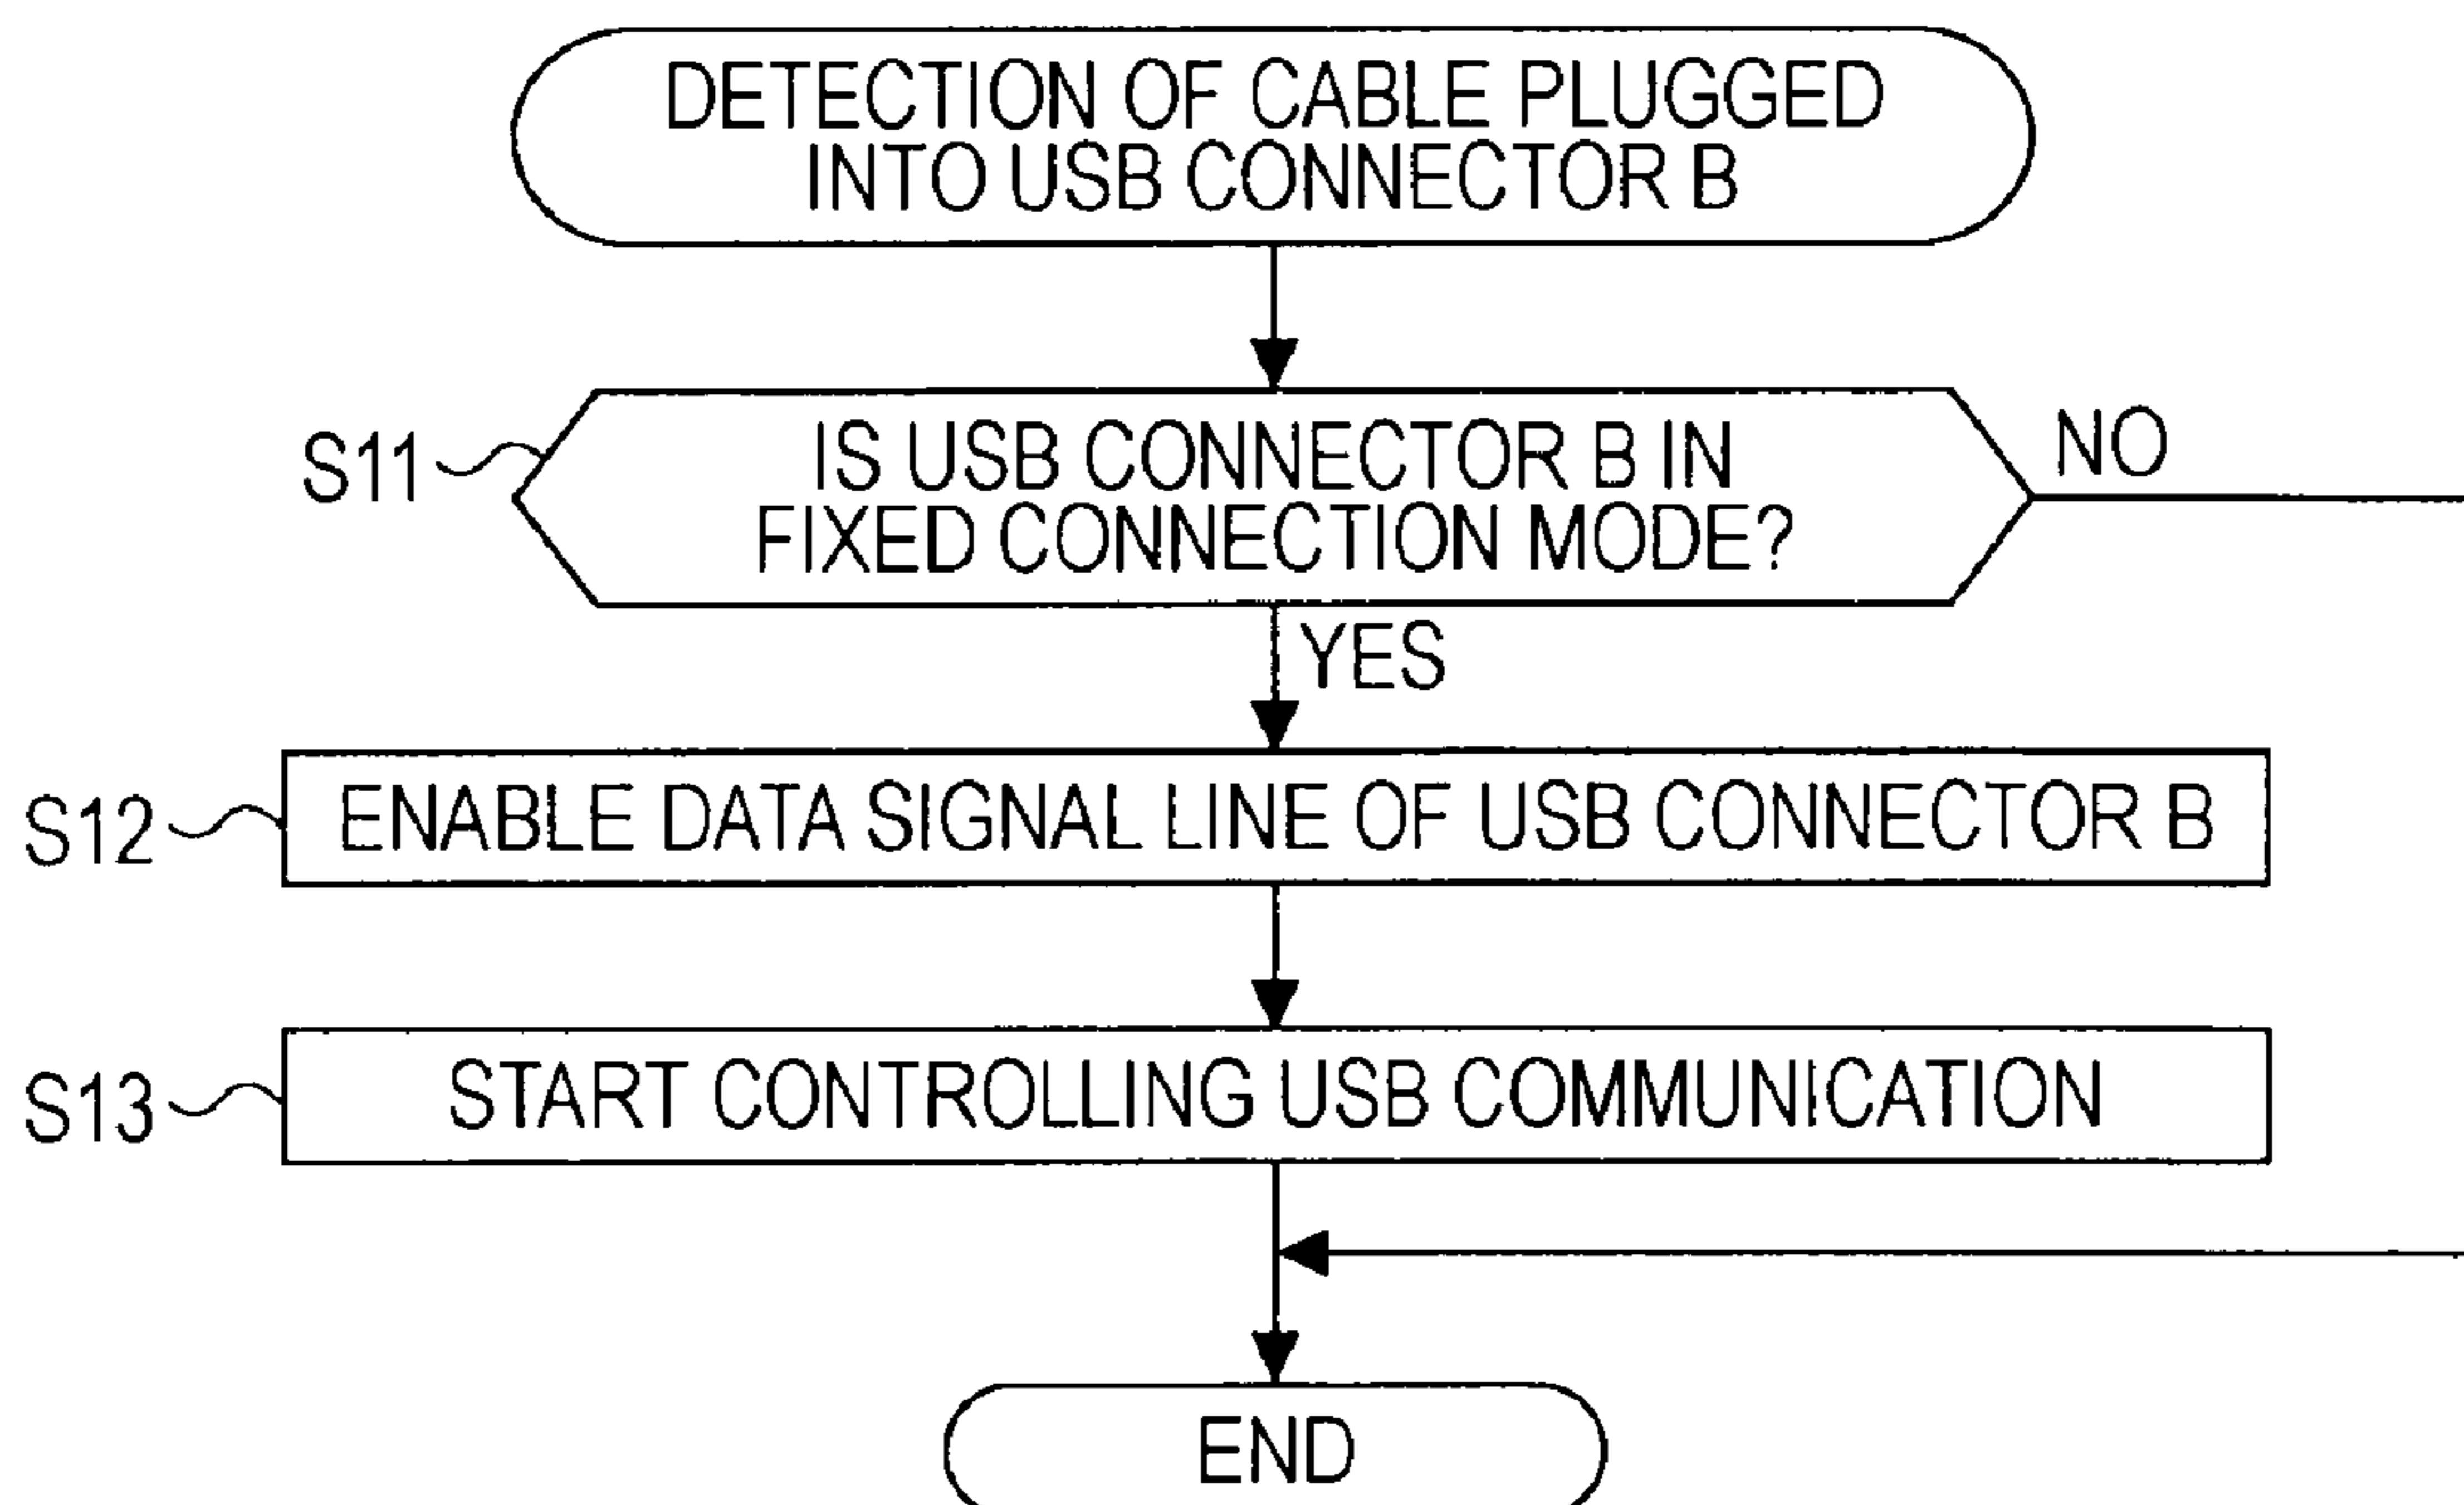 DETECTION OF CABLE PLUGGED
INTO USB CONNECTOR B
S11
IS USB CONNECTOR B IN
FIXED CONNECTION MODE?
NO
YES
S12
ENABLE DATA SIGNAL LINE OF USB CONNECTOR B
S13
START CONTROLLING USB COMMUNICATION
END